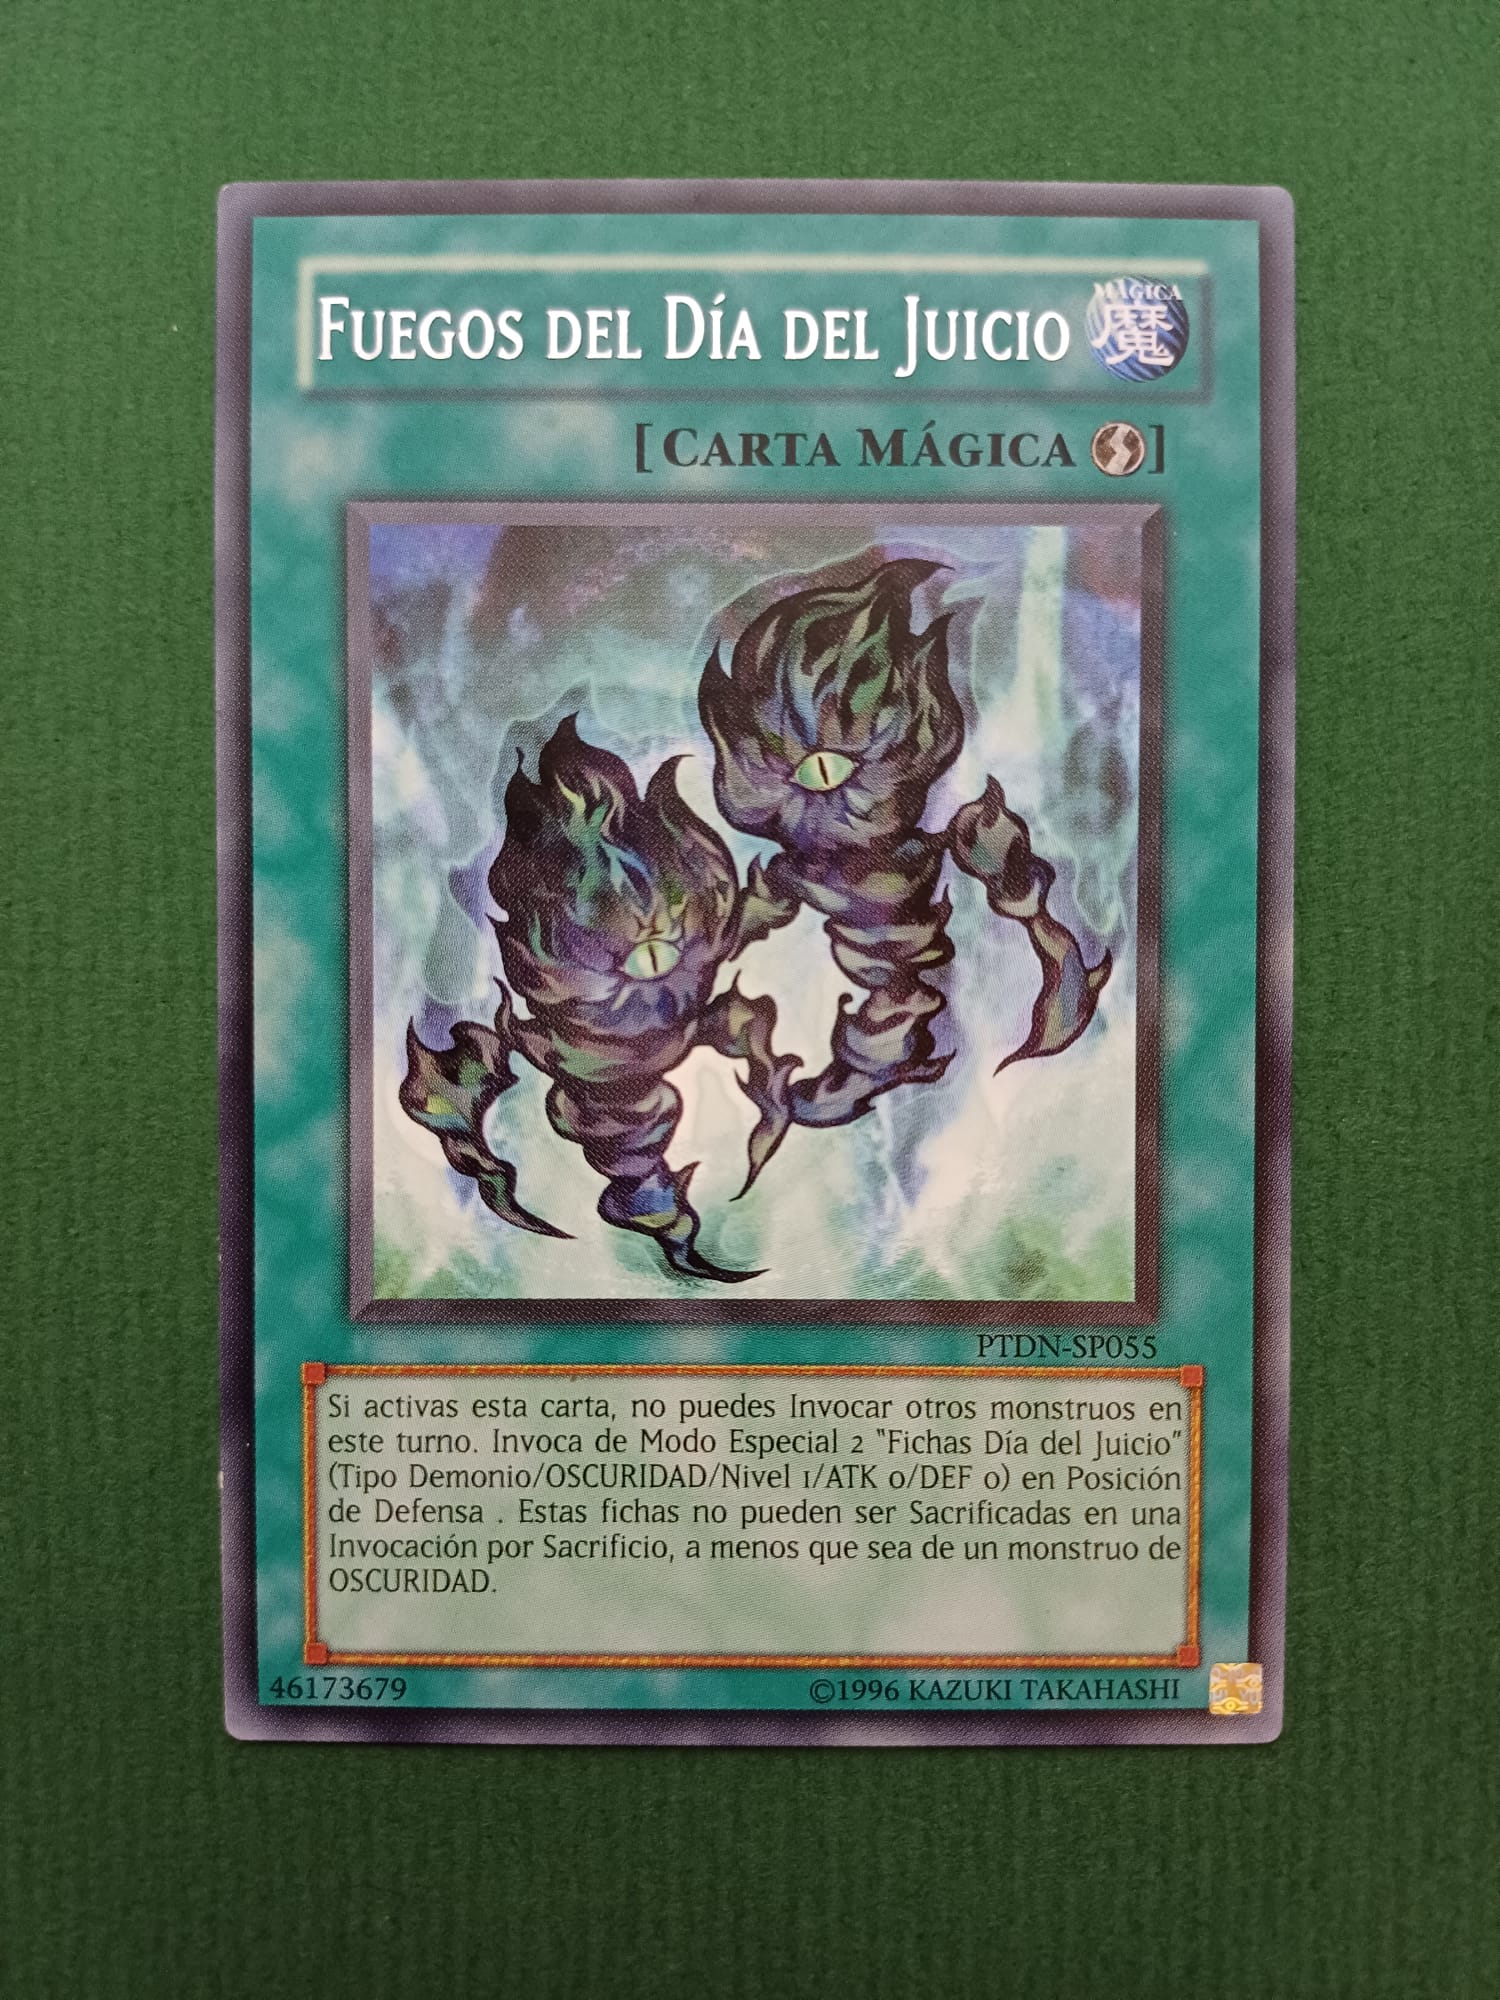 Fuegos del Día del Juicio
MÁGICA
魔
[CARTA MÁGICA]
PTDN-SP055
Si activas esta carta, no puedes Invocar otros monstruos en
este turno. Invoca de Modo Especial 2 "Fichas Día del Juicio"
(Tipo Demonio/OSCURIDAD/Nivel 1/ATK 0/DEF 0) en Posición
de Defensa . Estas fichas no pueden ser Sacrificadas en una
Invocación por Sacrificio, a menos que sea de un monstruo de
OSCURIDAD.
46173679
©1996 KAZUKI TAKAHASHI